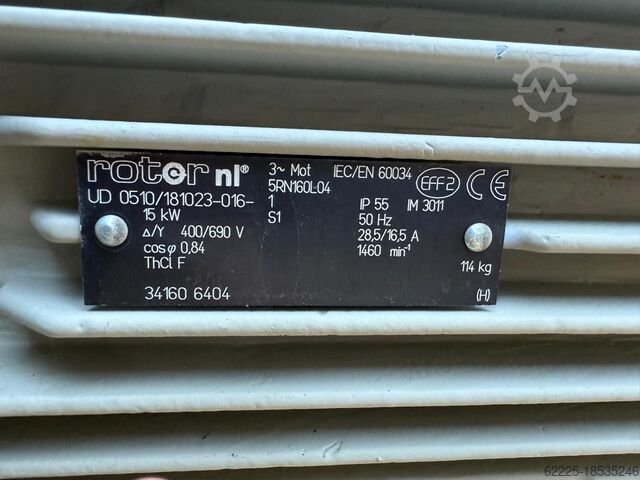 rotor nl®
UD 0510/181023-016-
15 kW
Δ/Y 400/690 V
cosφ 0,84
ThCl F
34160 6404
3~ Mot IEC/EN 60034
5RN160L04
1 IP 55 IM 3011
S1 50 Hz
28,5/16,5 A
1460 min⁻¹
EFF2 CE
114 kg
(H)
62225-18535246